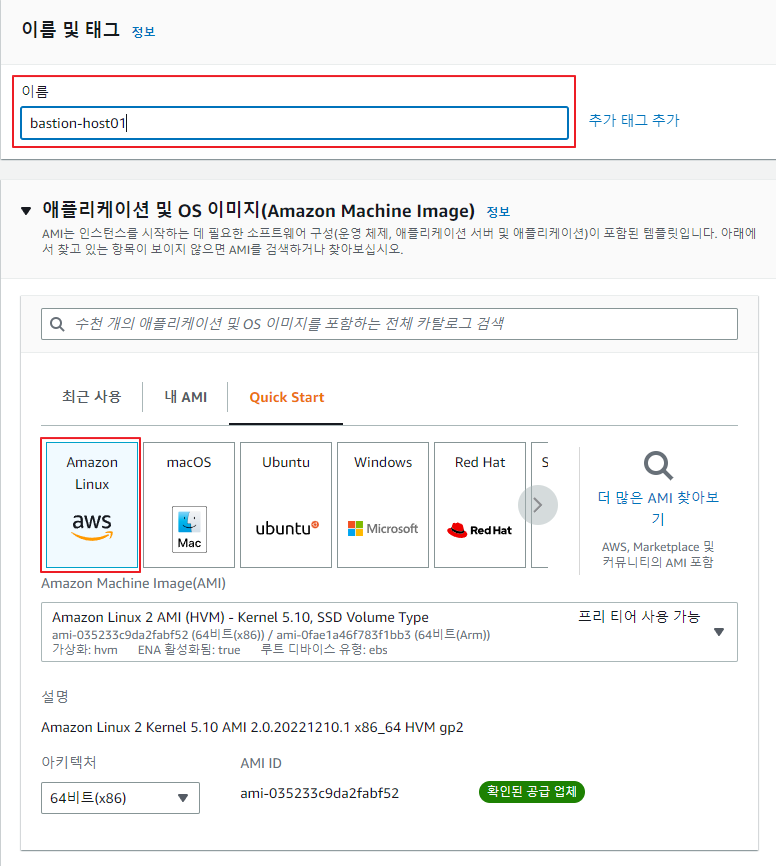 이름 및 태그 정보
이름
bastion-host01
추가 태그 추가
애플리케이션 및 OS 이미지(Amazon Machine Image) 정보
AMI는 인스턴스를 시작하는 데 필요한 소프트웨어 구성(운영 체제, 애플리케이션 서버 및 애플리케이션)이 포함된 템플릿입니다. 아래에
서 찾고 있는 항목이 보이지 않으면 AMI를 검색하거나 찾아보십시오.
수천 개의 애플리케이션 및 OS 이미지를 포함하는 전체 카탈로그 검색
최근 사용
내 AMI
Quick Start
Amazon
Linux
aws
macOS
Mac
Ubuntu
ubuntu
Windows
Microsoft
Red Hat
Red Hat
S
더 많은 AMI 찾아보
기
AWS, Marketplace 및
커뮤니티의 AMI 포함
Amazon Machine Image(AMI)
Amazon Linux 2 AMI (HVM) - Kernel 5.10, SSD Volume Type
프리 티어 사용 가능
ami-035233c9da2fabf52 (64비트(x86)) / ami-0fae1a46f783f1bb3 (64비트(Arm))
가상화: hvm ENA 활성화됨: true 루트 디바이스 유형: ebs
설명
Amazon Linux 2 Kernel 5.10 AMI 2.0.20221210.1 x86_64 HVM gp2
아키텍처
64비트(x86)
AMI ID
ami-035233c9da2fabf52
확인된 공급 업체